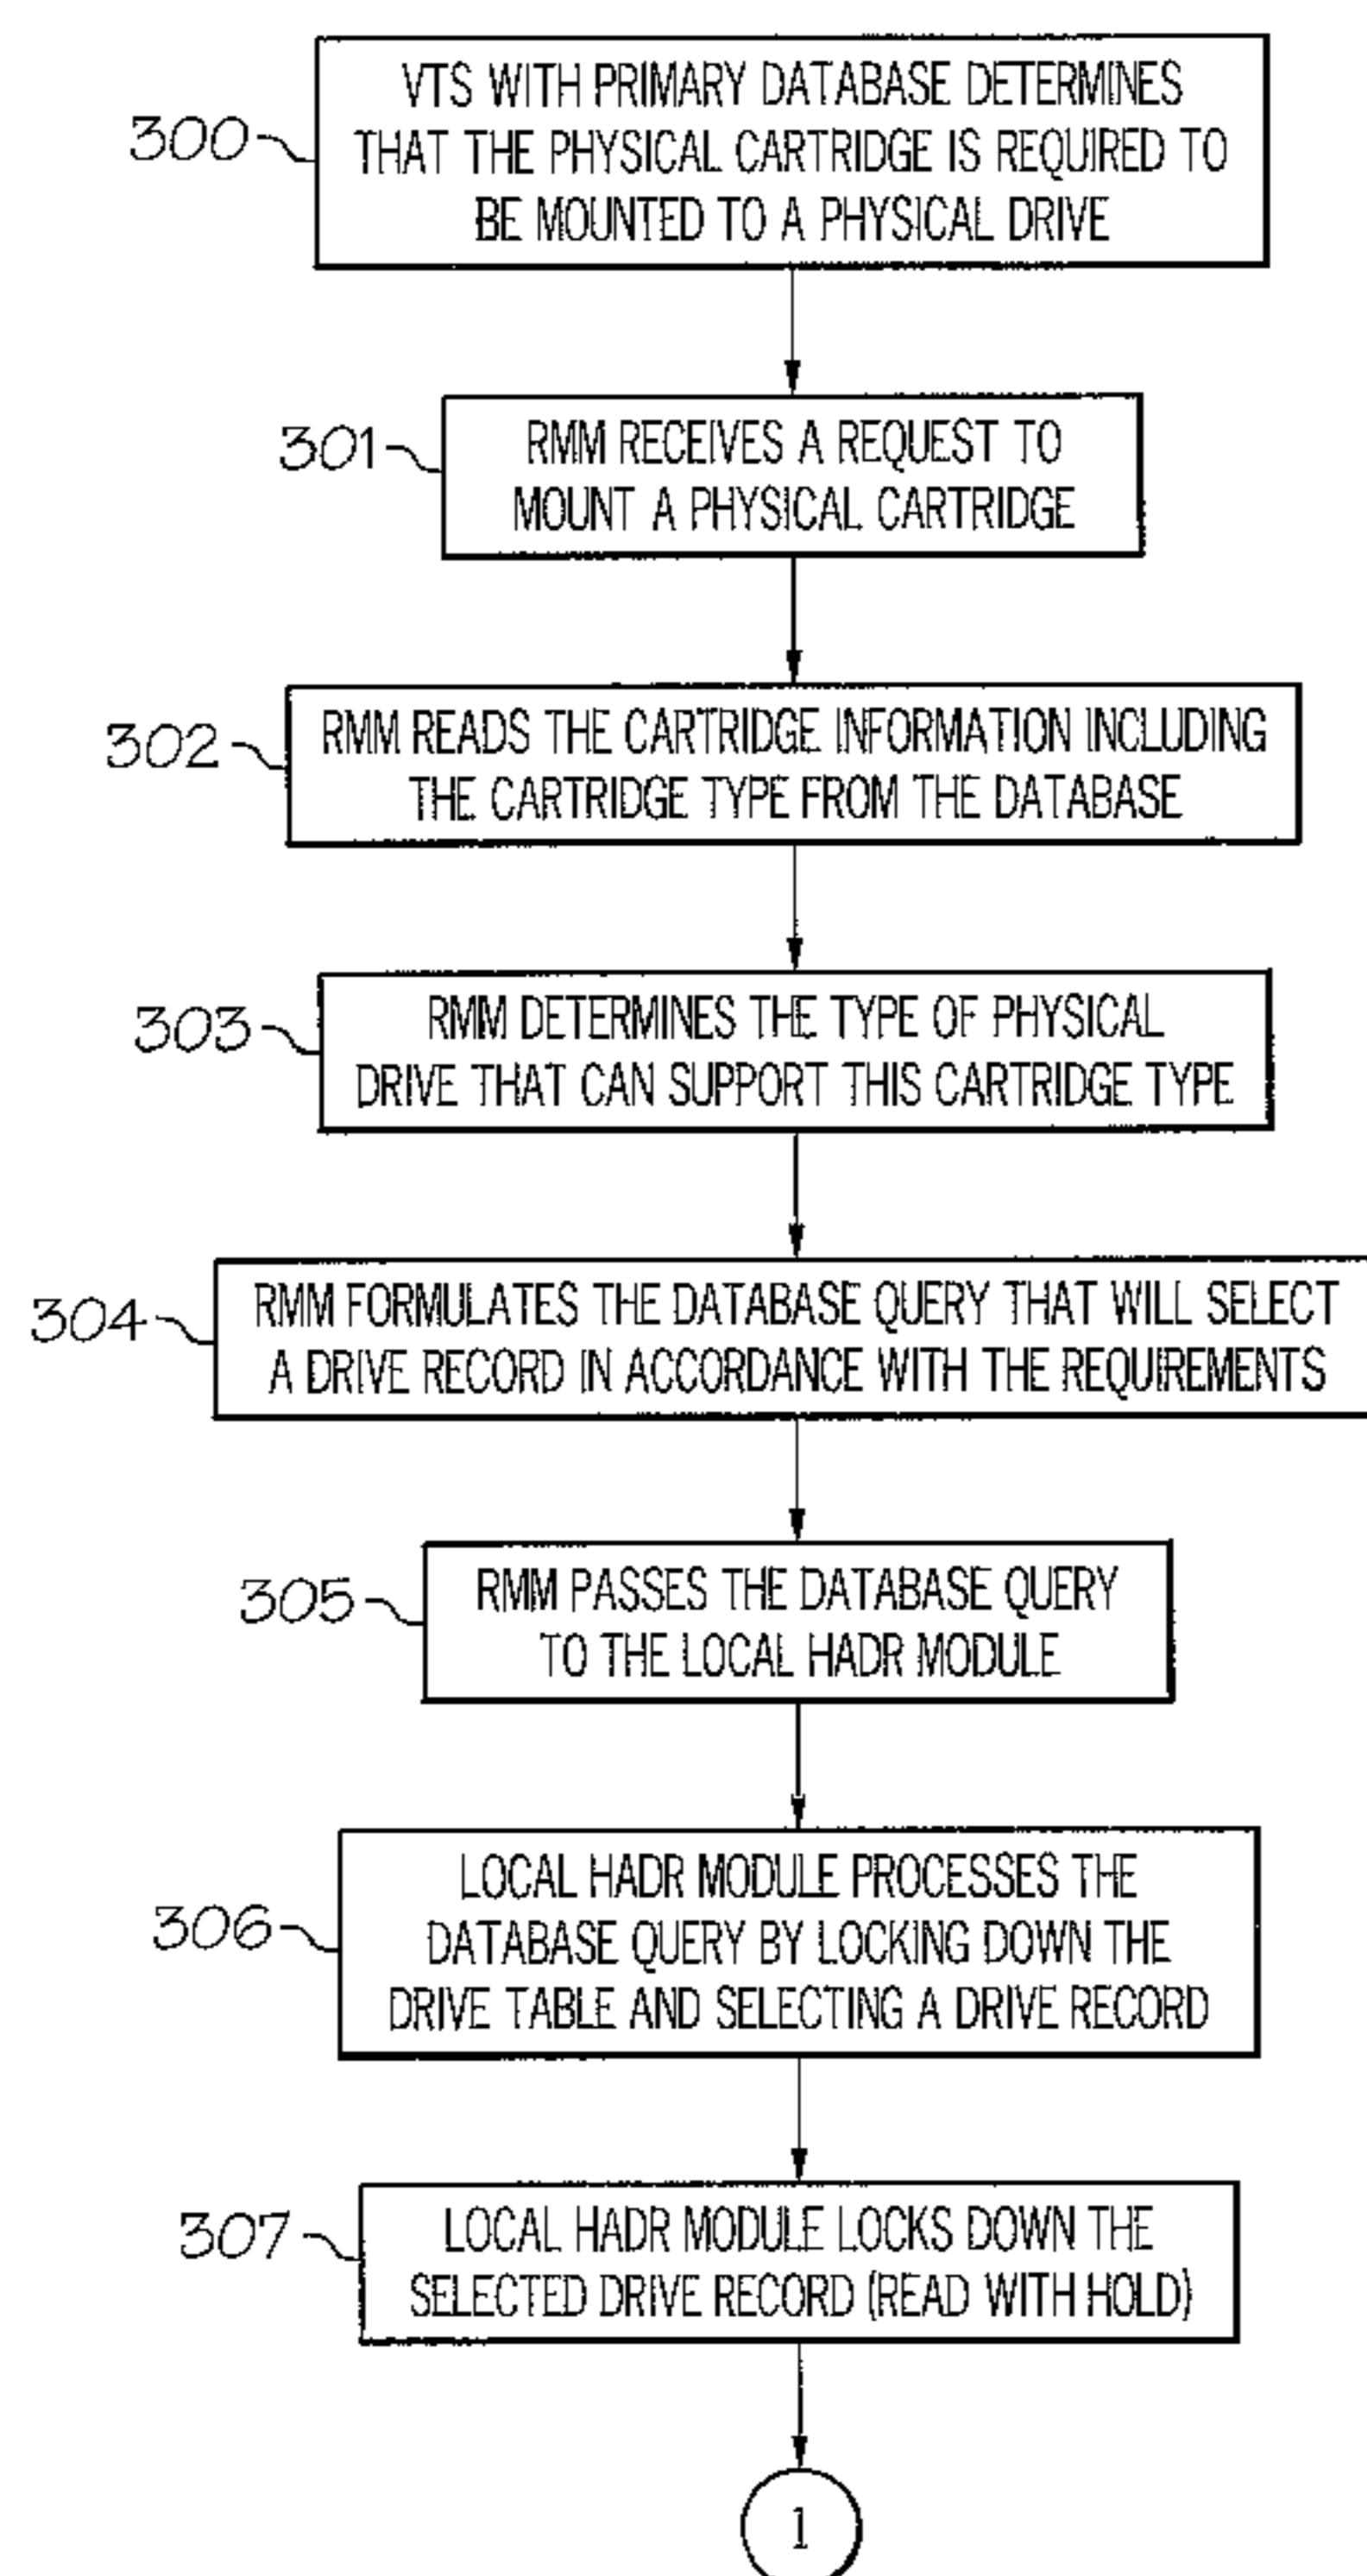 300
VTS WITH PRIMARY DATABASE DETERMINES
THAT THE PHYSICAL CARTRIDGE IS REQUIRED TO
BE MOUNTED TO A PHYSICAL DRIVE
301
RMM RECEIVES A REQUEST TO
MOUNT A PHYSICAL CARTRIDGE
302
RMM READS THE CARTRIDGE INFORMATION INCLUDING
THE CARTRIDGE TYPE FROM THE DATABASE
303
RMM DETERMINES THE TYPE OF PHYSICAL
DRIVE THAT CAN SUPPORT THIS CARTRIDGE TYPE
304
RMM FORMULATES THE DATABASE QUERY THAT WILL SELECT
A DRIVE RECORD IN ACCORDANCE WITH THE REQUIREMENTS
305
RMM PASSES THE DATABASE QUERY
TO THE LOCAL HADR MODULE
306
LOCAL HADR MODULE PROCESSES THE
DATABASE QUERY BY LOCKING DOWN THE
DRIVE TABLE AND SELECTING A DRIVE RECORD
307
LOCAL HADR MODULE LOCKS DOWN THE
SELECTED DRIVE RECORD (READ WITH HOLD)
1